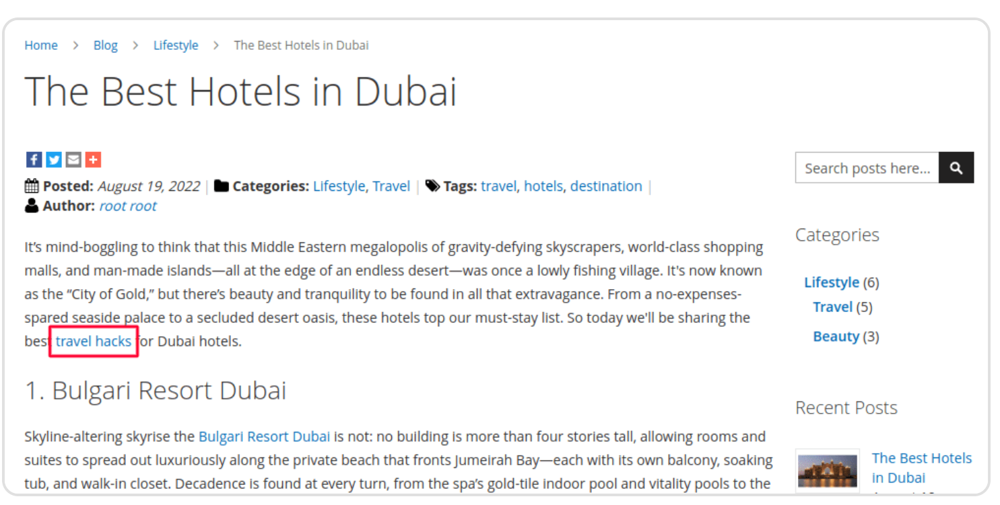 Home > Blog > Lifestyle > The Best Hotels in Dubai
The Best Hotels in Dubai
Posted: August 19, 2022 | Categories: Lifestyle, Travel | Tags: travel, hotels, destination |
Author: root root
It's mind-boggling to think that this Middle Eastern megalopolis of gravity-defying skyscrapers, world-class shopping
malls, and man-made islands—all at the edge of an endless desert—was once a lowly fishing village. It's now known
as the “City of Gold,” but there’s beauty and tranquility to be found in all that extravagance. From a no-expenses-
spared seaside palace to a secluded desert oasis, these hotels top our must-stay list. So today we'll be sharing the
best travel hacks for Dubai hotels.
1. Bulgari Resort Dubai
Skyline-altering skyrise the Bulgari Resort Dubai is not: no building is more than four stories tall, allowing rooms and
suites to spread out luxuriously along the private beach that fronts Jumeirah Bay—each with its own balcony, soaking
tub, and walk-in closet. Decadence is found at every turn, from the spa’s gold-tile indoor pool and vitality pools to the
Search posts here...
Categories
Lifestyle (6)
Travel (5)
Beauty (3)
Recent Posts
The Best Hotels
in Dubai